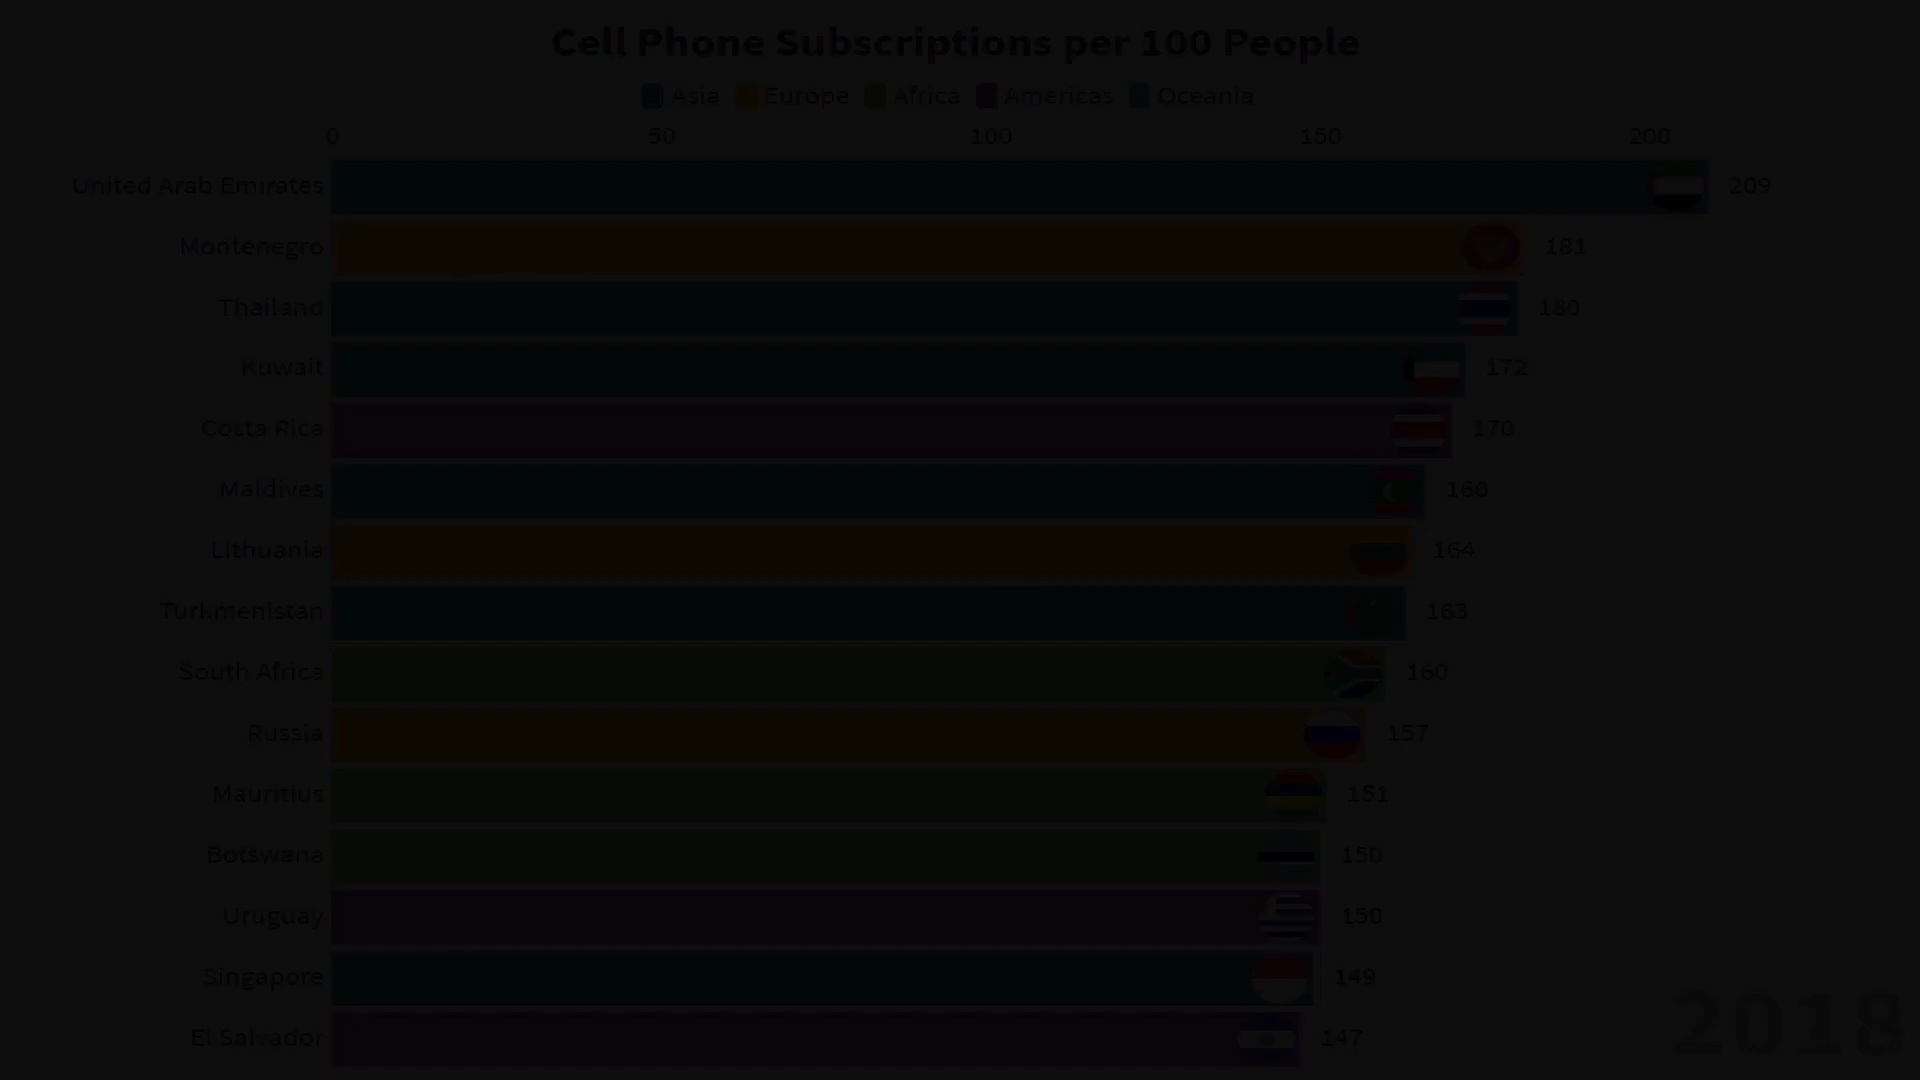 Cell Phone Subscriptions per 100 People
Asia Europe Africa Americas Oceania
0 50 100 150 200
United Arab Emirates 209
Montenegro 181
Thailand 180
Kuwait 172
Costa Rica 170
Maldives 166
Lithuania 164
Turkmenistan 163
South Africa 160
Russia 157
Mauritius 151
Botswana 150
Uruguay 150
Singapore 149
El Salvador 147
2018